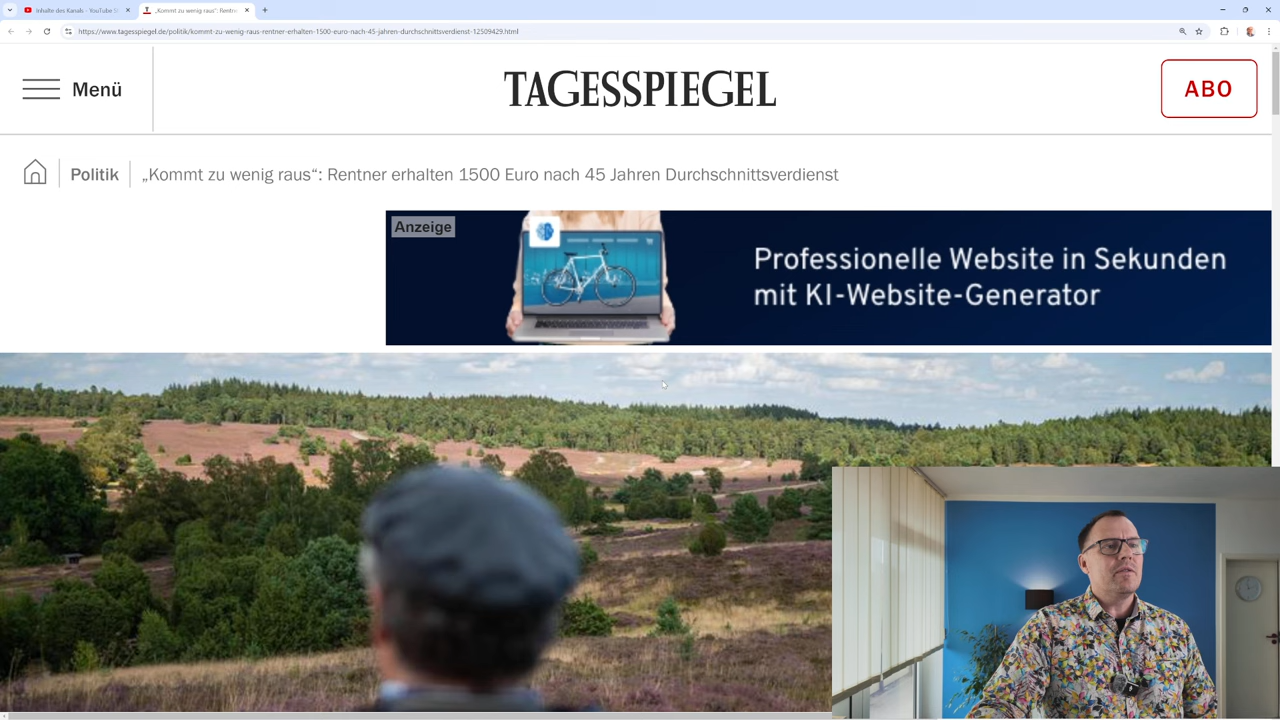 Inhalte des Kanals - YouTube S
„Kommt zu wenig raus“: Rentner
https://www.tagesspiegel.de/politik/kommt-zu-wenig-raus-rentner-erhalten-1500-euro-nach-45-jahren-durchschnittsverdienst-12509429.html
Menü
TAGESSPIEGEL
ABO
Politik
„Kommt zu wenig raus“: Rentner erhalten 1500 Euro nach 45 Jahren Durchschnittsverdienst
Anzeige
Professionelle Website in Sekunden
mit KI-Website-Generator